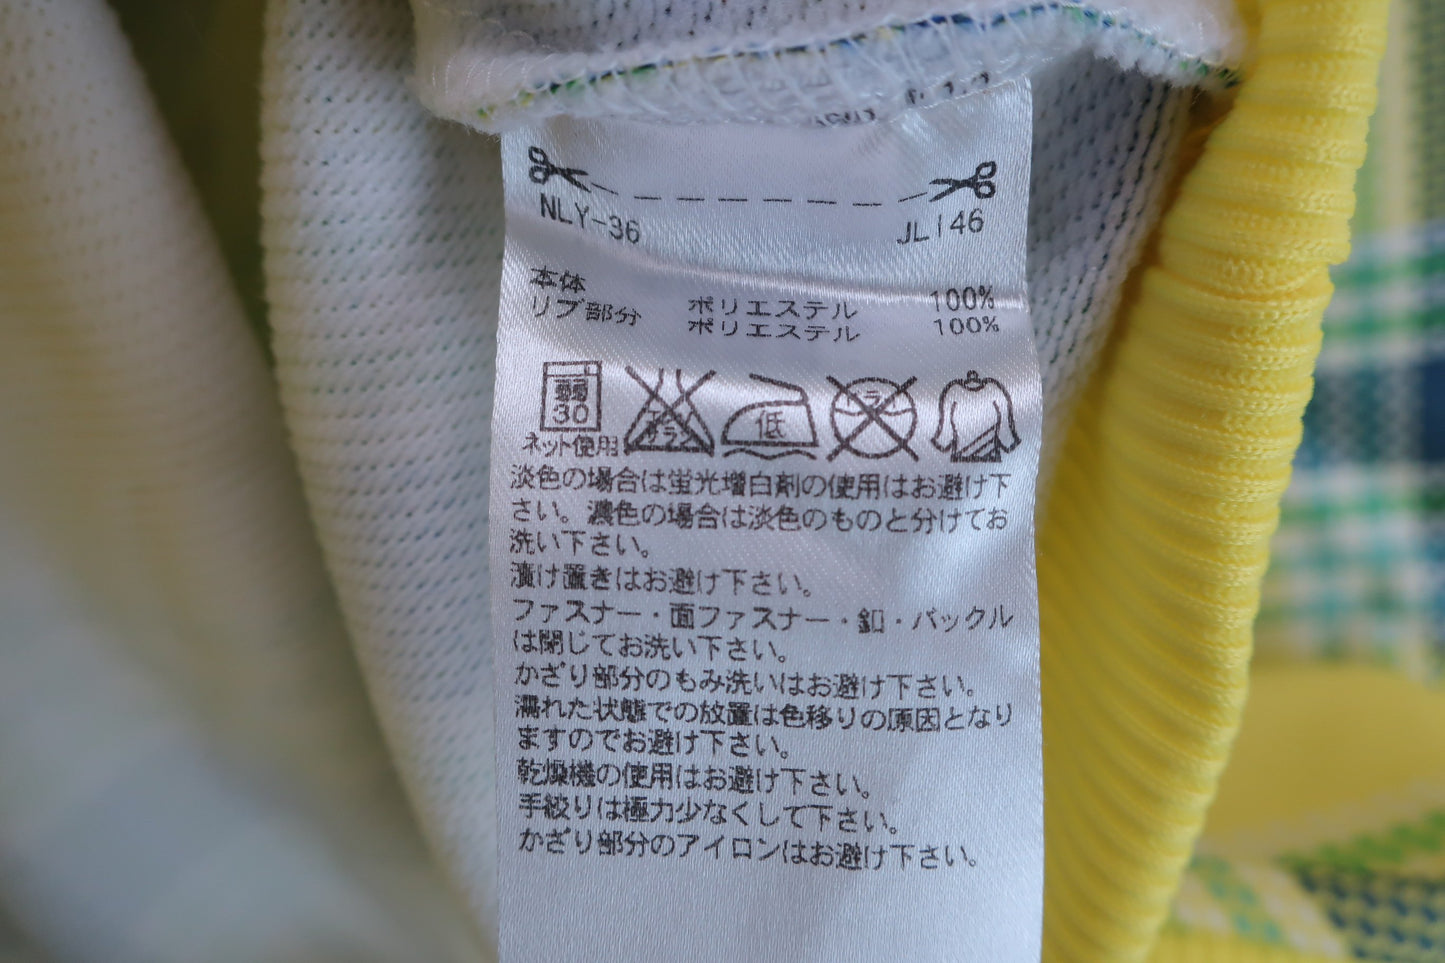 NLY-36 JL146
本体 ポリエステル 100%
リブ部分 ポリエステル 100%
弱
30
ネット使用
エンソ
サラシ
低
ドライ
淡色の場合は蛍光増白剤の使用はお避け下
さい。濃色の場合は淡色のものと分けてお
洗い下さい。
漬け置きはお避け下さい。
ファスナー・面ファスナー・釦・バックル
は閉じてお洗い下さい。
かざり部分のもみ洗いはお避け下さい。
濡れた状態での放置は色移りの原因となり
ますのでお避け下さい。
乾燥機の使用はお避け下さい。
手絞りは極力少なくして下さい。
かざり部分のアイロンはお避け下さい。